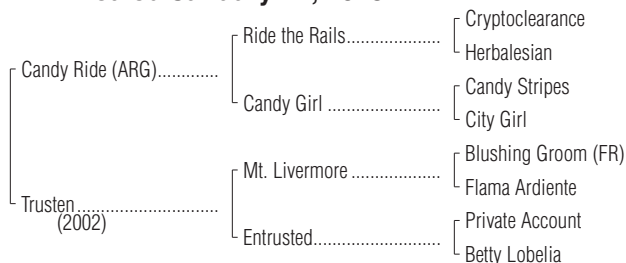 Cryptoclearance
Ride the Rails....................
Herbalesian
Candy Ride (ARG).............
Candy Stripes
Candy Girl ........................
City Girl
Blushing Groom (FR)
Mt. Livermore ...................
Flama Ardiente
Trusten..............................
(2002)
Private Account
Entrusted...........................
Betty Lobelia